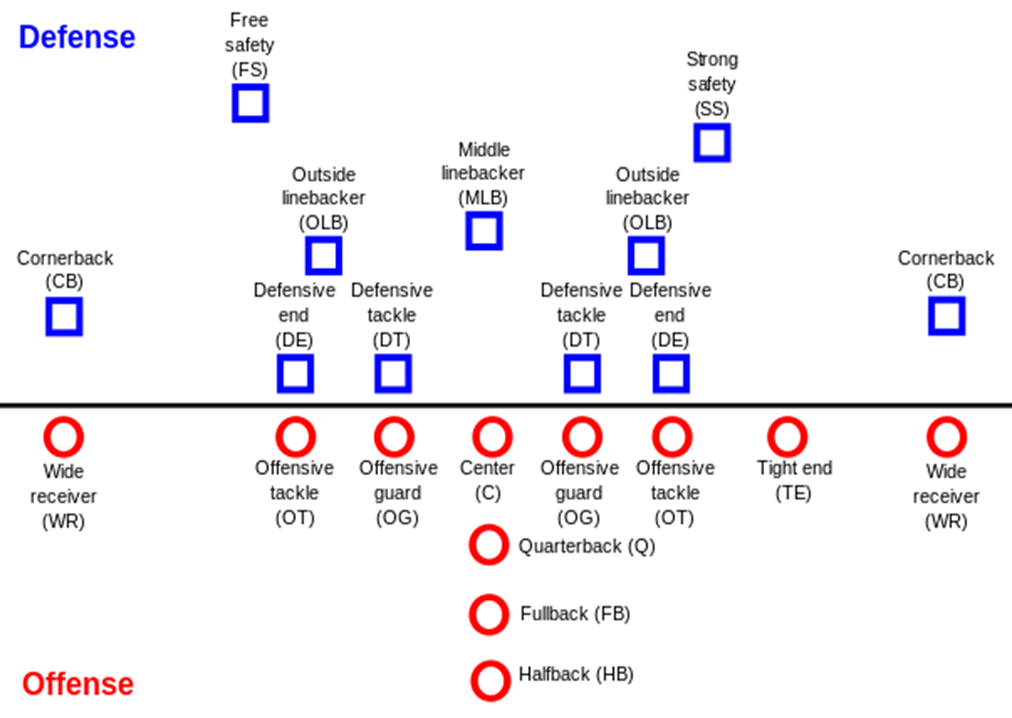 Defense
Free
safety
(FS)
Strong
safety
(SS)
Middle
linebacker
(MLB)
Outside
linebacker
(OLB)
Outside
linebacker
(OLB)
Cornerback
(CB)
Cornerback
(CB)
Defensive
end
(DE)
Defensive
tackle
(DT)
Defensive
tackle
(DT)
Defensive
end
(DE)
Wide
receiver
(WR)
Offensive
tackle
(OT)
Offensive
guard
(OG)
Center
(C)
Offensive
guard
(OG)
Offensive
tackle
(OT)
Tight end
(TE)
Wide
receiver
(WR)
Quarterback (Q)
Fullback (FB)
Halfback (HB)
Offense